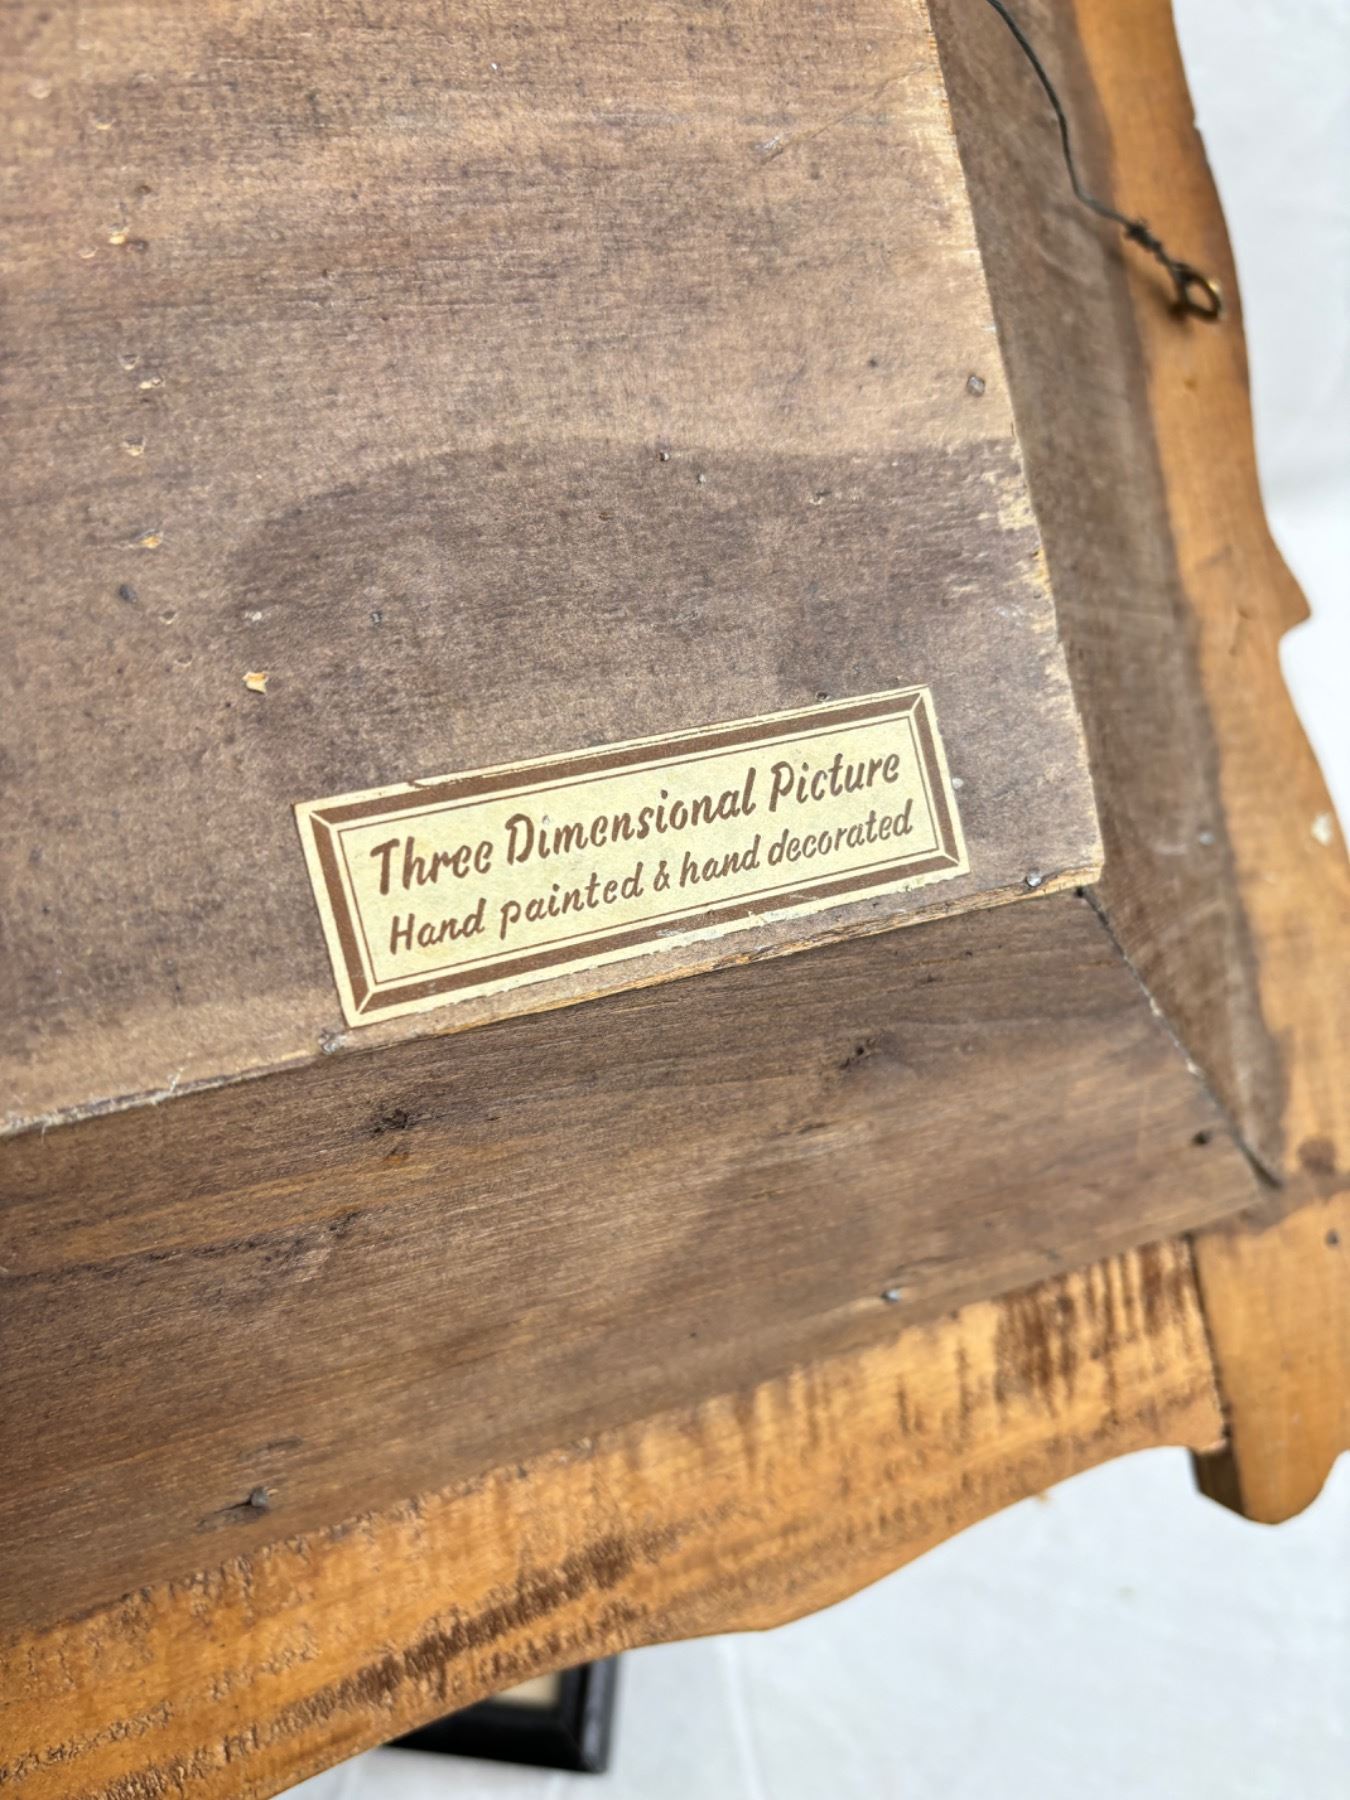 Three Dimensional Picture
Hand painted & hand decorated